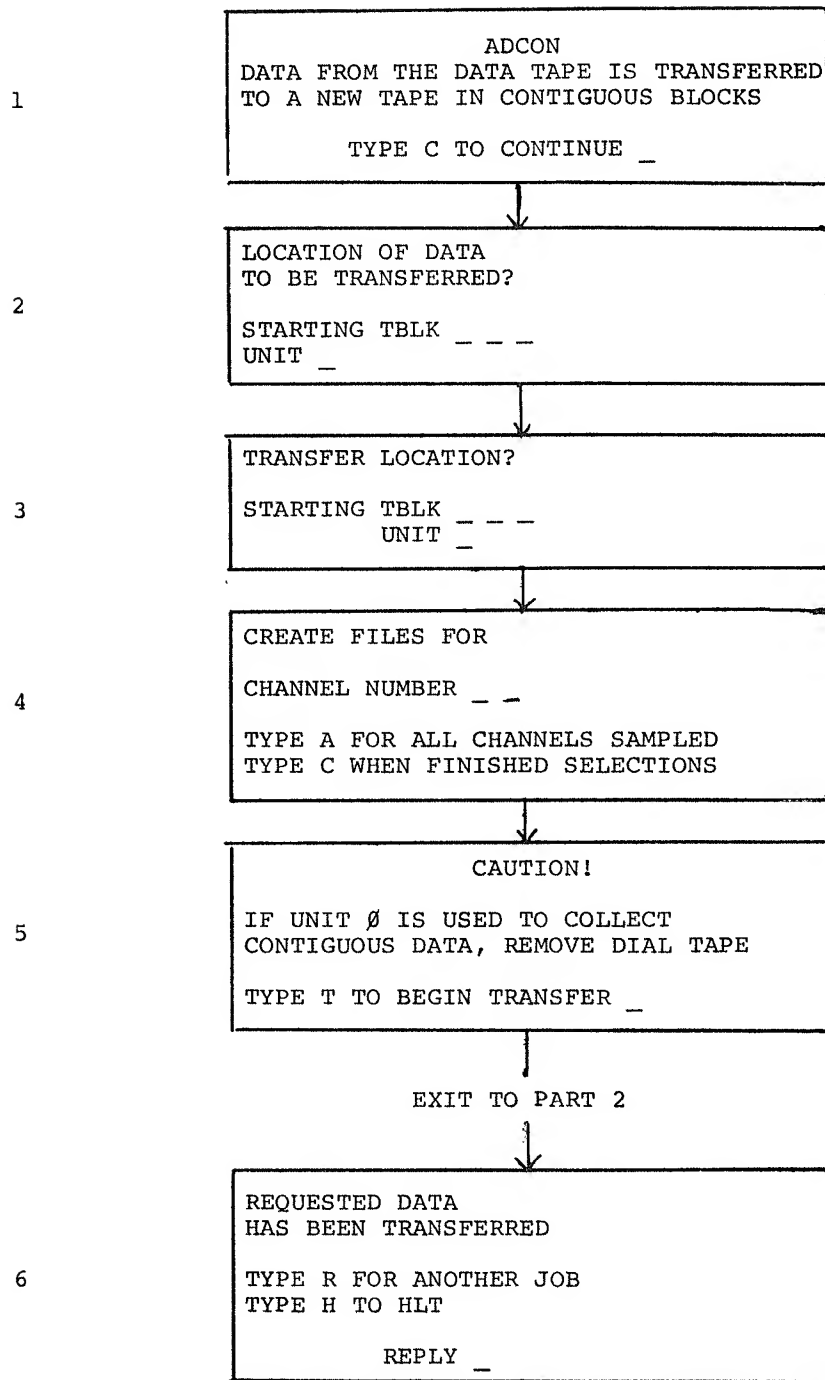 1
ADCON
DATA FROM THE DATA TAPE IS TRANSFERRED
TO A NEW TAPE IN CONTIGUOUS BLOCKS
TYPE C TO CONTINUE _
2
LOCATION OF DATA
TO BE TRANSFERRED?
STARTING TBLK _ _ _
UNIT _
3
TRANSFER LOCATION?
STARTING TBLK _ _ _
UNIT _
4
CREATE FILES FOR
CHANNEL NUMBER _ _
TYPE A FOR ALL CHANNELS SAMPLED
TYPE C WHEN FINISHED SELECTIONS
5
CAUTION!
IF UNIT Ø IS USED TO COLLECT
CONTIGUOUS DATA, REMOVE DIAL TAPE
TYPE T TO BEGIN TRANSFER _
EXIT TO PART 2
6
REQUESTED DATA
HAS BEEN TRANSFERRED
TYPE R FOR ANOTHER JOB
TYPE H TO HLT
REPLY _